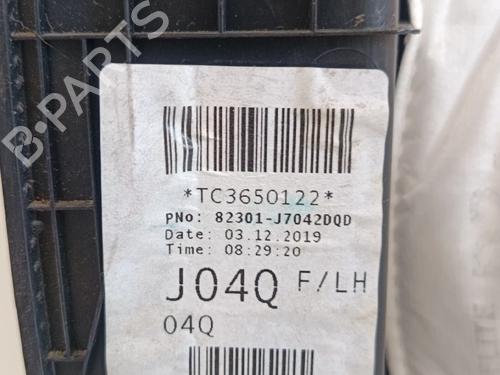 B-PARTS
*TC3650122*
PNo: 82301-J7042DQD
Date: 03.12.2019
Time: 08:29:20
J04Q F/LH
04Q